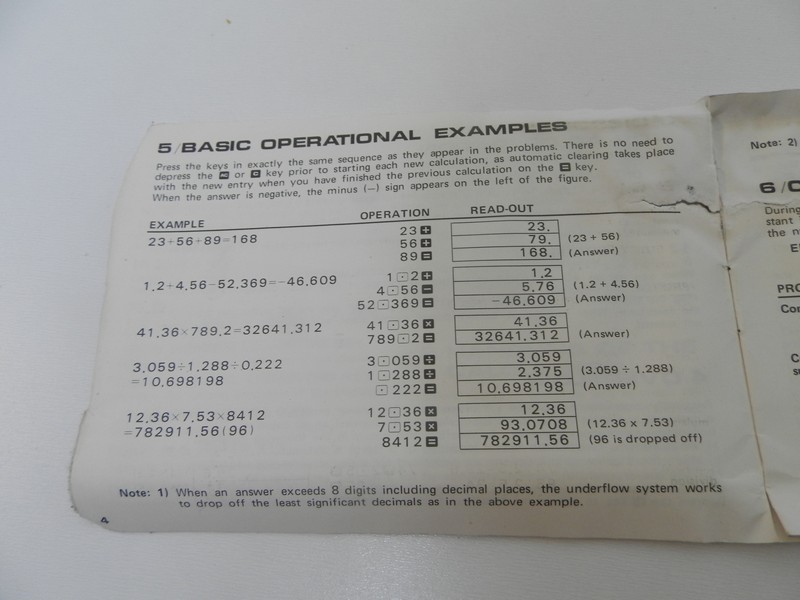 5/BASIC OPERATIONAL EXAMPLES
Press the keys in exactly the same sequence as they appear in the problems. There is no need to
depress the AC or C key prior to starting each new calculation, as automatic clearing takes place
with the new entry when you have finished the previous calculation on the = key.
When the answer is negative, the minus (−) sign appears on the left of the figure.
EXAMPLE OPERATION READ-OUT
23+56+89=168 23 + 23. 
56 + 79. (23 + 56)
89 = 168. (Answer)
1.2+4.56−52.369=−46.609 1 . 2 + 1.2
4 . 56 − 5.76 (1.2 + 4.56)
52 . 369 = −46.609 (Answer)
41.36×789.2=32641.312 41 . 36 × 41.36
789 . 2 = 32641.312 (Answer)
3.059÷1.288÷0.222 3 . 059 ÷ 3.059
=10.698198 1 . 288 ÷ 2.375 (3.059 ÷ 1.288)
. 222 = 10.698198 (Answer)
12.36×7.53×8412 12 . 36 × 12.36
=782911.56(96) 7 . 53 × 93.0708 (12.36 x 7.53)
8412 = 782911.56 (96 is dropped off)
Note: 1) When an answer exceeds 8 digits including decimal places, the underflow system works
to drop off the least significant decimals as in the above example.
4
Note: 2)
6/C
During
stant
the n
E
PRO
Con
C
s